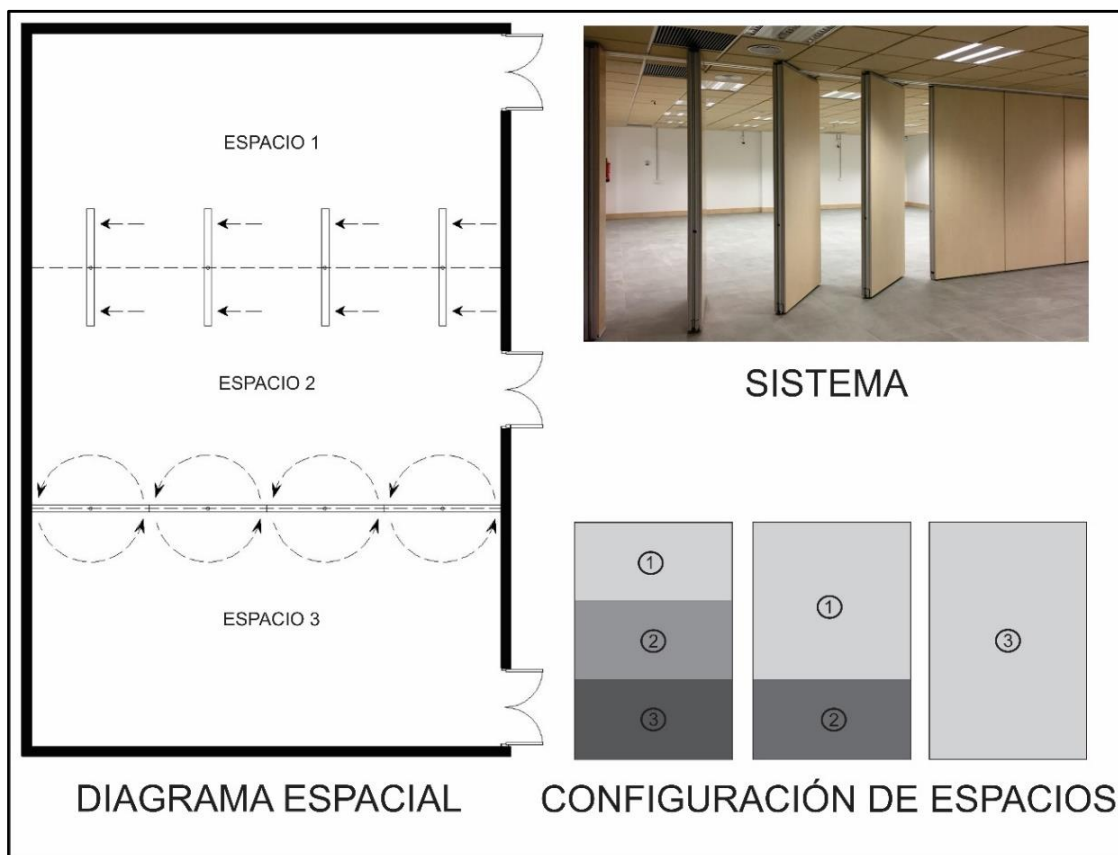 ESPACIO 1
ESPACIO 2
ESPACIO 3
DIAGRAMA ESPACIAL
SISTEMA
1
2
3
1
2
3
CONFIGURACIÓN DE ESPACIOS